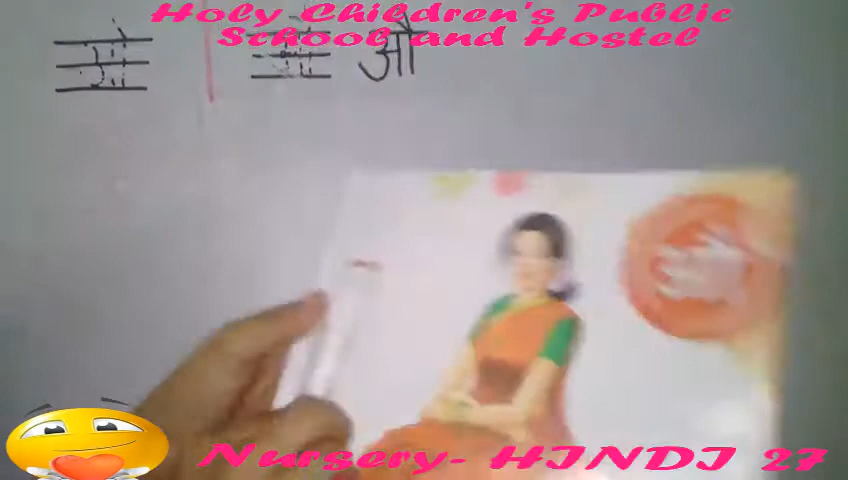 Holy Children's Public
School and Hostel
औ
Nursery- HINDI 27